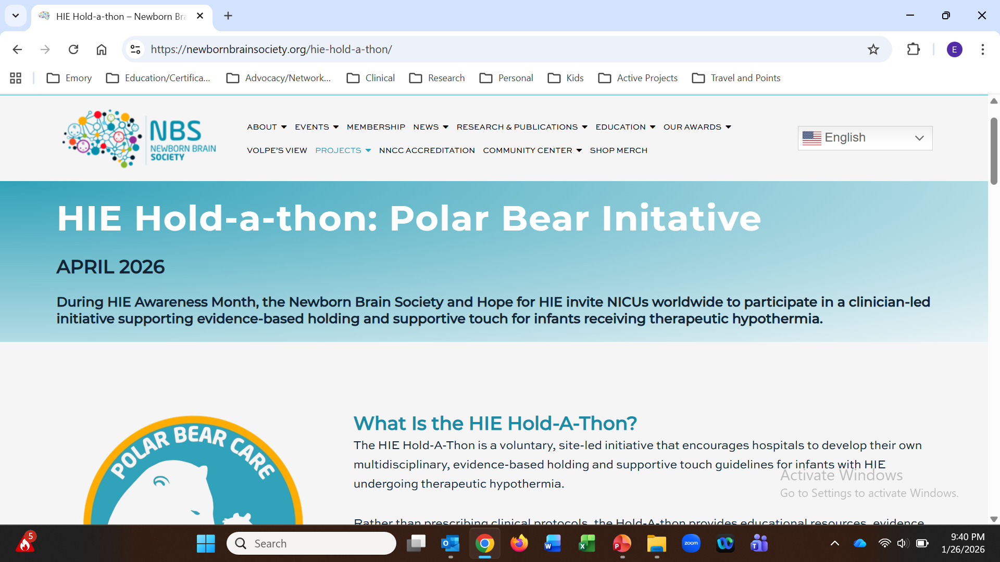 HIE Hold-a-thon – Newborn Bra
https://newbornbrainsociety.org/hie-hold-a-thon/
E
Emory
Education/Certifica...
Advocacy/Network...
Clinical
Research
Personal
Kids
Active Projects
Travel and Points
NBS
NEWBORN BRAIN
SOCIETY
ABOUT EVENTS MEMBERSHIP NEWS RESEARCH & PUBLICATIONS EDUCATION OUR AWARDS
VOLPE'S VIEW PROJECTS NNCC ACCREDITATION COMMUNITY CENTER SHOP MERCH
English
HIE Hold-a-thon: Polar Bear Initative
APRIL 2026
During HIE Awareness Month, the Newborn Brain Society and Hope for HIE invite NICUs worldwide to participate in a clinician-led
initiative supporting evidence-based holding and supportive touch for infants receiving therapeutic hypothermia.
POLAR BEAR CARE
What Is the HIE Hold-A-Thon?
The HIE Hold-A-Thon is a voluntary, site-led initiative that encourages hospitals to develop their own
multidisciplinary, evidence-based holding and supportive touch guidelines for infants with HIE
undergoing therapeutic hypothermia.
Rather than prescribing clinical protocols, the Hold-A-thon provides educational resources, evidence
Activate Windows
Go to Settings to activate Windows.
5
Search
zoom
9:40 PM
1/26/2026